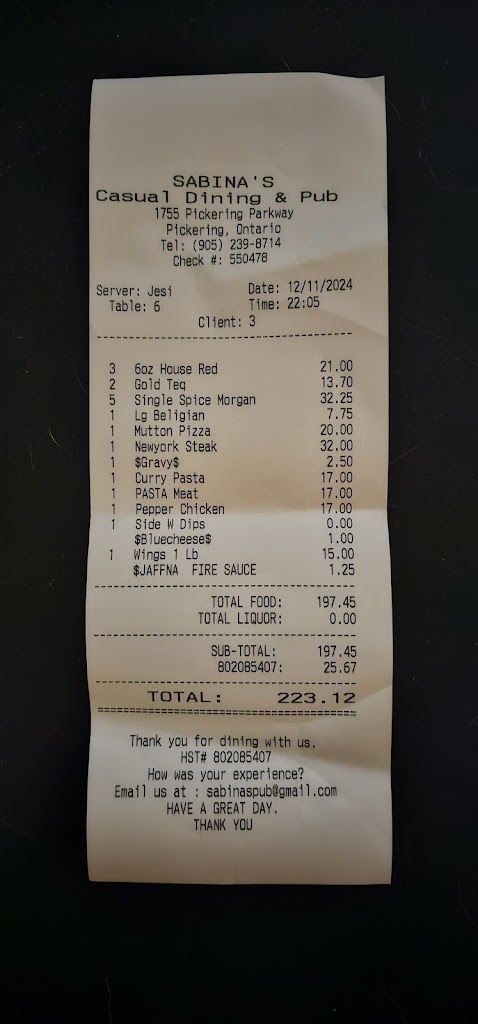 SABINA'S
Casual Dining & Pub
1755 Pickering Parkway
Pickering, Ontario
Tel: (905) 239-8714
Check #: 550478
Server: Jesi Date: 12/11/2024
Table: 6 Time: 22:05
Client: 3
3 6oz House Red 21.00
2 Gold Teq 13.70
5 Single Spice Morgan 32.25
1 Lg Beligian 7.75
1 Mutton Pizza 20.00
1 Newyork Steak 32.00
1 $Gravy$ 2.50
1 Curry Pasta 17.00
1 PASTA Meat 17.00
1 Pepper Chicken 17.00
1 Side W Dips 0.00
$Bluecheese$ 1.00
1 Wings 1 Lb 15.00
$JAFFNA FIRE SAUCE 1.25
TOTAL FOOD: 197.45
TOTAL LIQUOR: 0.00
SUB-TOTAL: 197.45
802085407: 25.67
TOTAL: 223.12
Thank you for dining with us.
HST# 802085407
How was your experience?
Email us at : sabinaspub@gmail.com
HAVE A GREAT DAY.
THANK YOU